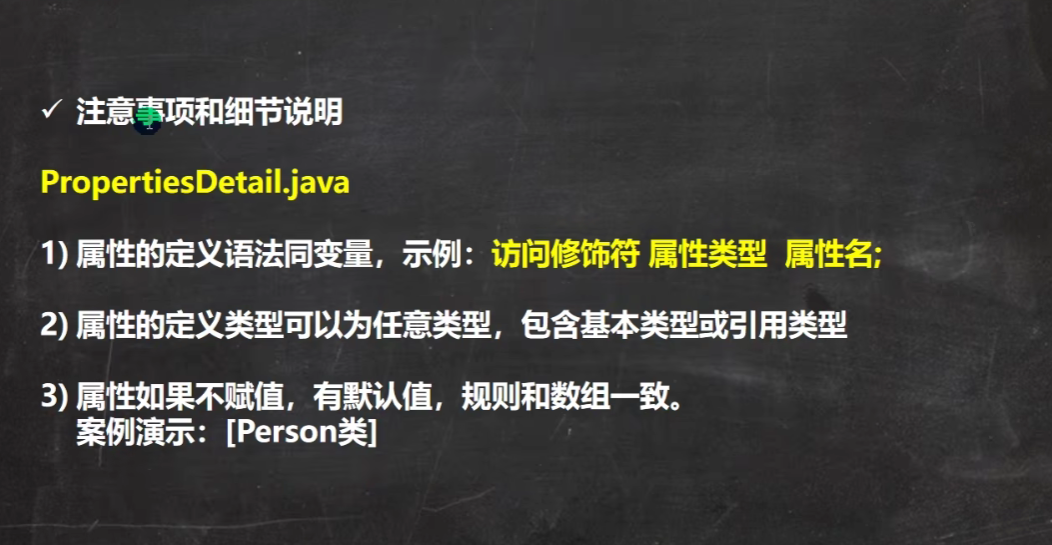 ✓ 注意事项和细节说明
PropertiesDetail.java
1) 属性的定义语法同变量，示例：访问修饰符 属性类型 属性名;
2) 属性的定义类型可以为任意类型，包含基本类型或引用类型
3) 属性如果不赋值，有默认值，规则和数组一致。
案例演示：[Person类]